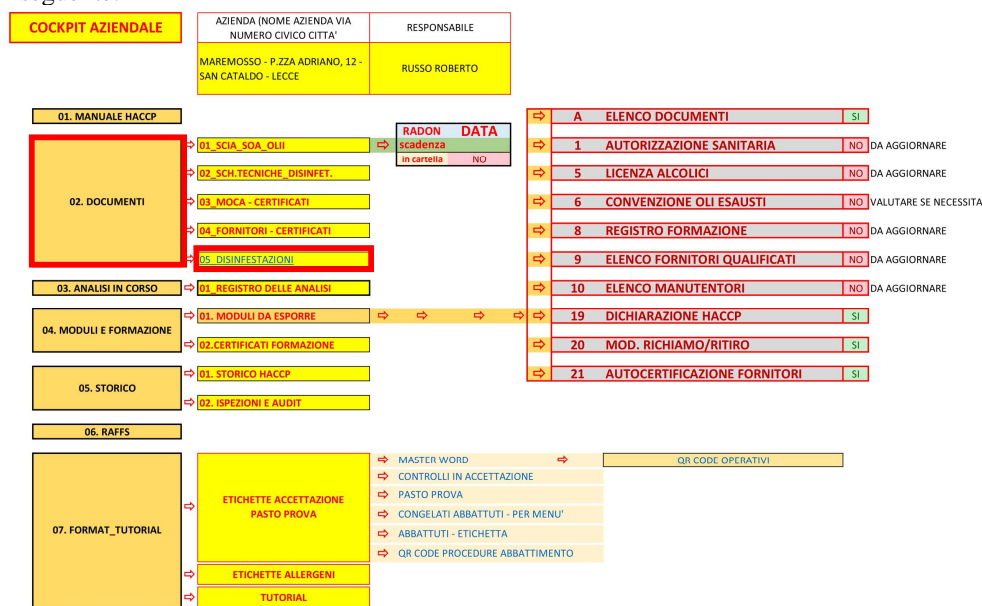 COCKPIT AZIENDALE
AZIENDA (NOME AZIENDA VIA
NUMERO CIVICO CITTA'
RESPONSABILE
MAREMOSSO - P.ZZA ADRIANO, 12 -
SAN CATALDO - LECCE
RUSSO ROBERTO
01. MANUALE HACCP
A ELENCO DOCUMENTI SI
RADON DATA
scadenza
in cartella NO
02. DOCUMENTI
01_SCIA_SOA_OLII
1 AUTORIZZAZIONE SANITARIA NO DA AGGIORNARE
02_SCH.TECNICHE_DISINFET.
5 LICENZA ALCOLICI NO DA AGGIORNARE
03_MOCA - CERTIFICATI
6 CONVENZIONE OLI ESAUSTI NO VALUTARE SE NECESSITA
04_FORNITORI - CERTIFICATI
8 REGISTRO FORMAZIONE NO DA AGGIORNARE
05_DISINFESTAZIONI
9 ELENCO FORNITORI QUALIFICATI NO DA AGGIORNARE
03. ANALISI IN CORSO
01_REGISTRO DELLE ANALISI
10 ELENCO MANUTENTORI NO DA AGGIORNARE
04. MODULI E FORMAZIONE
01. MODULI DA ESPORRE
19 DICHIARAZIONE HACCP SI
02.CERTIFICATI FORMAZIONE
20 MOD. RICHIAMO/RITIRO SI
05. STORICO
01. STORICO HACCP
21 AUTOCERTIFICAZIONE FORNITORI SI
02. ISPEZIONI E AUDIT
06. RAFFS
07. FORMAT_TUTORIAL
ETICHETTE ACCETTAZIONE
PASTO PROVA
MASTER WORD
QR CODE OPERATIVI
CONTROLLI IN ACCETTAZIONE
PASTO PROVA
CONGELATI ABBATTUTI - PER MENU'
ABBATTUTI - ETICHETTA
QR CODE PROCEDURE ABBATTIMENTO
ETICHETTE ALLERGENI
TUTORIAL